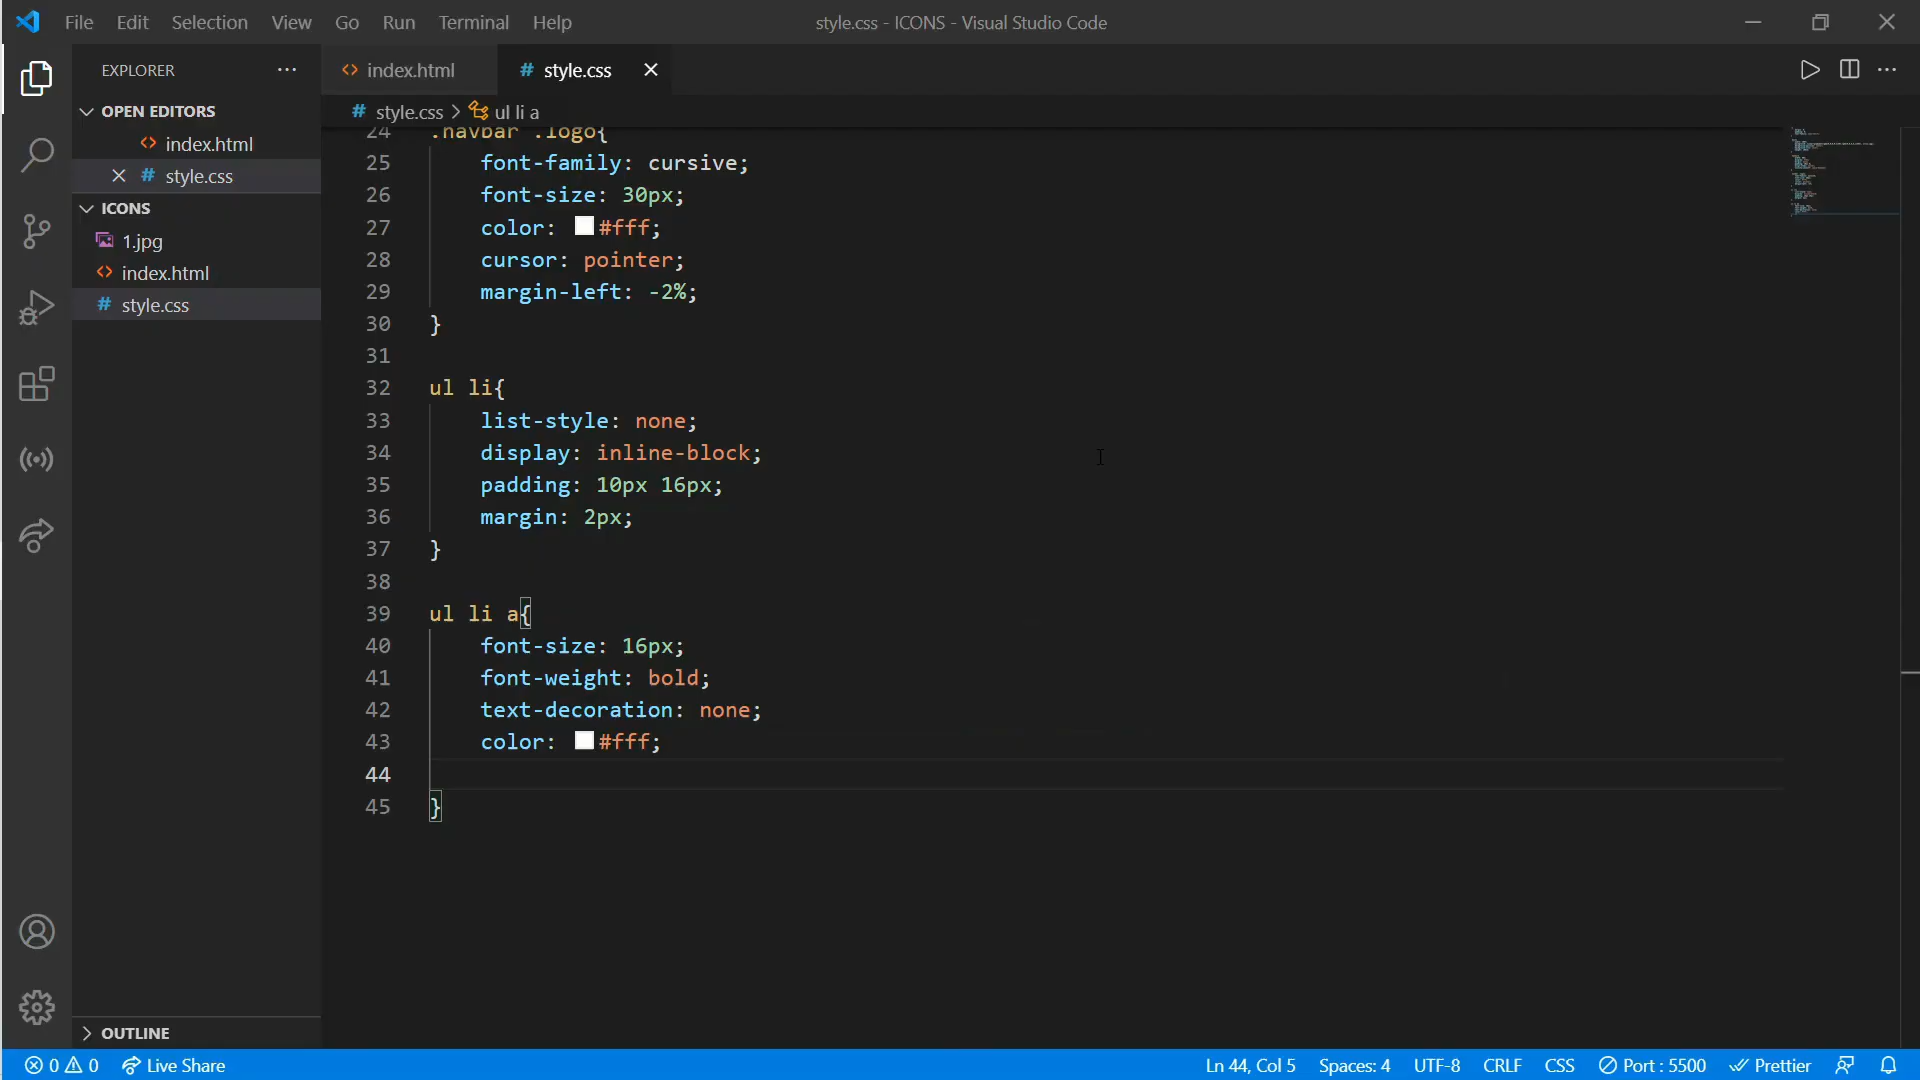 File Edit Selection View Go Run Terminal Help
style.css - ICONS - Visual Studio Code
EXPLORER
OPEN EDITORS
index.html
style.css
ICONS
1.jpg
index.html
style.css
OUTLINE
index.html
style.css
style.css > ul li a
24 .navbar .logo{
25 font-family: cursive;
26 font-size: 30px;
27 color: #fff;
28 cursor: pointer;
29 margin-left: -2%;
30 }
31
32 ul li{
33 list-style: none;
34 display: inline-block;
35 padding: 10px 16px;
36 margin: 2px;
37 }
38
39 ul li a{
40 font-size: 16px;
41 font-weight: bold;
42 text-decoration: none;
43 color: #fff;
44
45 }
0 0 Live Share
Ln 44, Col 5 Spaces: 4 UTF-8 CRLF CSS Port : 5500 Prettier